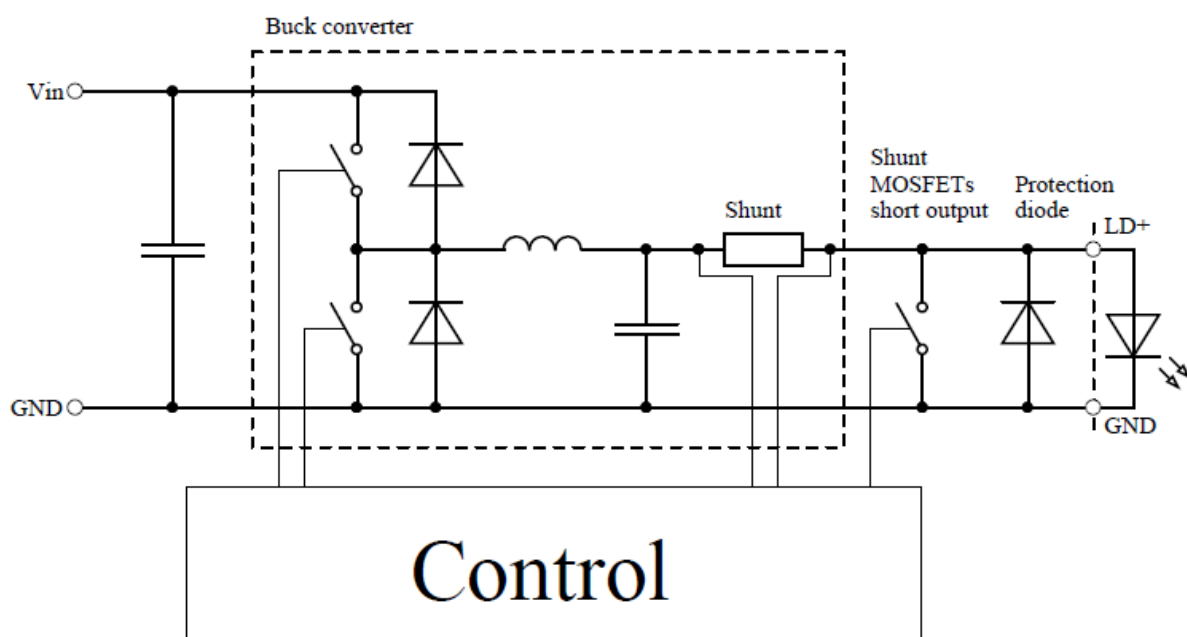 Buck converter
Vin
Shunt
MOSFETs
short output
Protection
diode
Shunt
LD+
GND
GND
Control